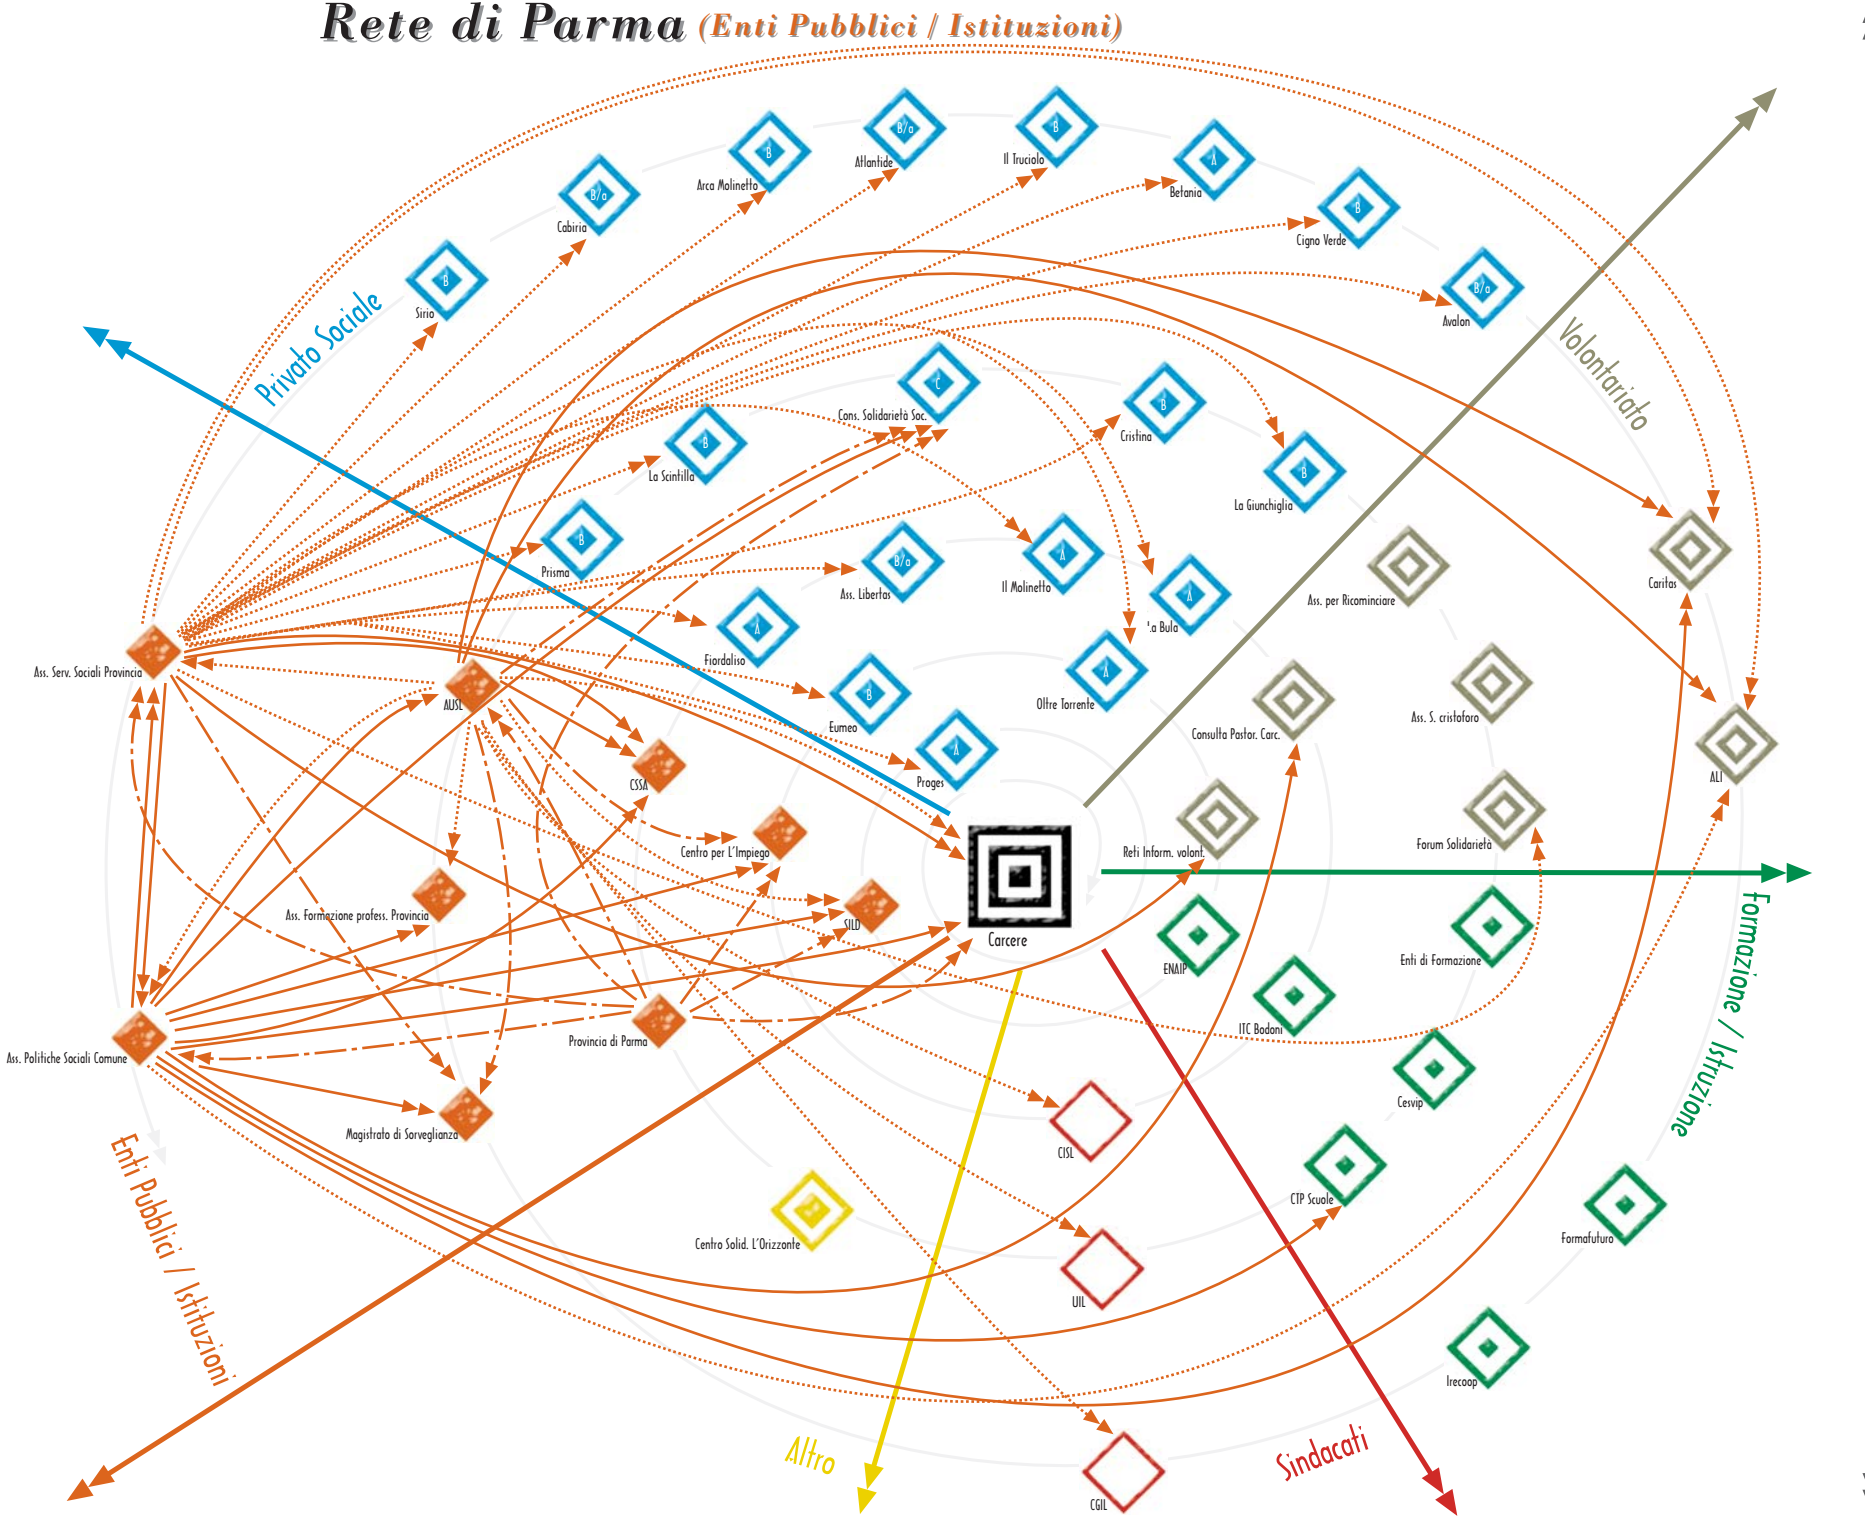 Rete di Parma (Enti Pubblici / Istituzioni)
B/a
Atlantide
B
Il Truciolo
B
Arca Molinetto
A
Betania
B/a
Cabiria
B
Cigno Verde
B
Sirio
B/a
Avalon
Privato Sociale
Volontariato
C
Cons. Solidarietà Soc.
B
Cristina
B
La Scintilla
B
La Giunchiglia
B
Prisma
B/a
Ass. Libertas
A
Il Molinetto
Ass. per Ricominciare
Caritas
A
'a Bula
A
Fiordaliso
Ass. Serv. Sociali Provincia
AUSL
B
Eumeo
A
Oltre Torrente
Consulta Pastor. Carc.
Ass. S. cristoforo
ALI
A
Proges
CSSA
Centro per L'Impiego
Reti Inform. volont.
Forum Solidarietà
Ass. Formazione profess. Provincia
SILD
Carcere
ENAIP
Enti di Formazione
Formazione / Istruzione
ITC Bodoni
Provincia di Parma
Ass. Politiche Sociali Comune
Cesvip
Magistrato di Sorveglianza
CISL
CTP Scuole
Formafuturo
Enti Pubblici / Istituzioni
Centro Solid. L'Orizzonte
UIL
Irecoop
Altro
Sindacati
CGIL